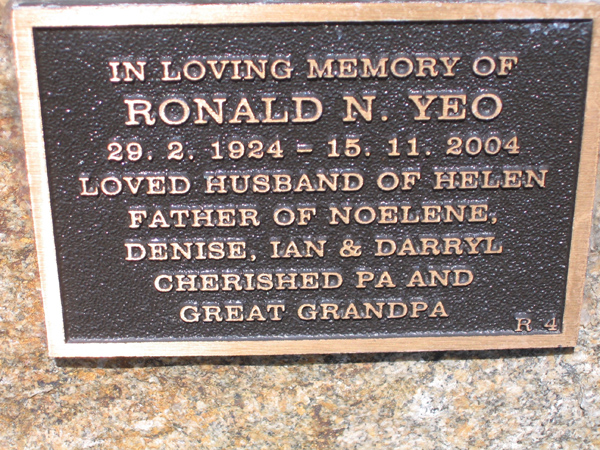 IN LOVING MEMORY OF
RONALD N. YEO
29. 2. 1924 - 15. 11. 2004
LOVED HUSBAND OF HELEN
FATHER OF NOELENE,
DENISE, IAN & DARRYL
CHERISHED PA AND
GREAT GRANDPA
R 4